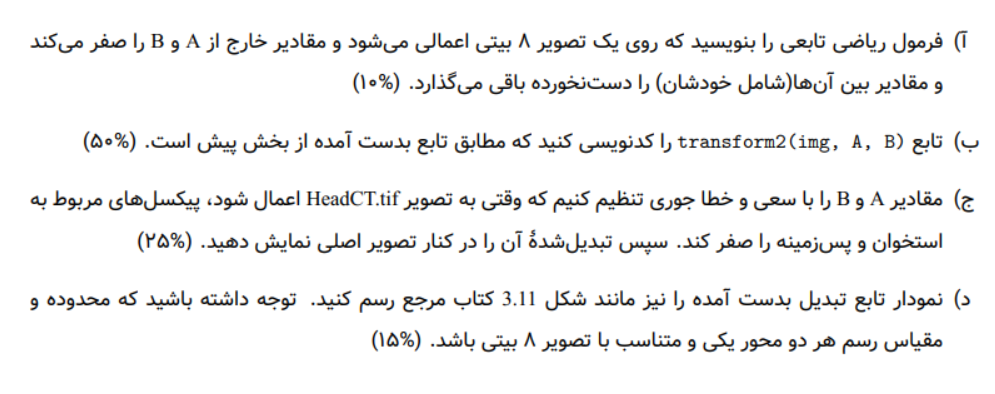 آ) فرمول ریاضی تابعی را بنویسید که روی یک تصویر ۸ بیتی اعمالی می‌شود و مقادیر خارج از A و B را صفر می‌کند
و مقادیر بین آن‌ها(شامل خودشان) را دست‌نخورده باقی می‌گذارد. (۱۰%)
ب) تابع transform2(img, A, B) را کدنویسی کنید که مطابق تابع بدست آمده از بخش پیش است. (۵۰%)
ج) مقادیر A و B را با سعی و خطا جوری تنظیم کنیم که وقتی به تصویر HeadCT.tif اعمال شود، پیکسل‌های مربوط به
استخوان و پس‌زمینه را صفر کند. سپس تبدیل‌شدهٔ آن را در کنار تصویر اصلی نمایش دهید. (۲۵%)
د) نمودار تابع تبدیل بدست آمده را نیز مانند شکل 3.11 کتاب مرجع رسم کنید. توجه داشته باشید که محدوده و
مقیاس رسم هر دو محور یکی و متناسب با تصویر ۸ بیتی باشد. (۱۵%)